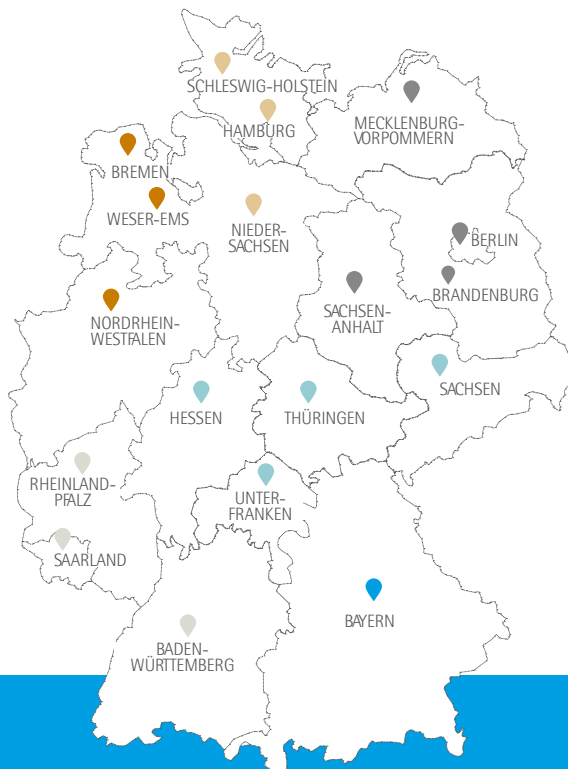 SCHLESWIG-HOLSTEIN
HAMBURG
MECKLENBURG-
VORPOMMERN
BREMEN
WESER-EMS
NIEDER-
SACHSEN
BERLIN
BRANDENBURG
SACHSEN-
ANHALT
NORDRHEIN-
WESTFALEN
SACHSEN
HESSEN
THÜRINGEN
RHEINLAND-
PFALZ
UNTER-
FRANKEN
SAARLAND
BAYERN
BADEN-
WÜRTTEMBERG